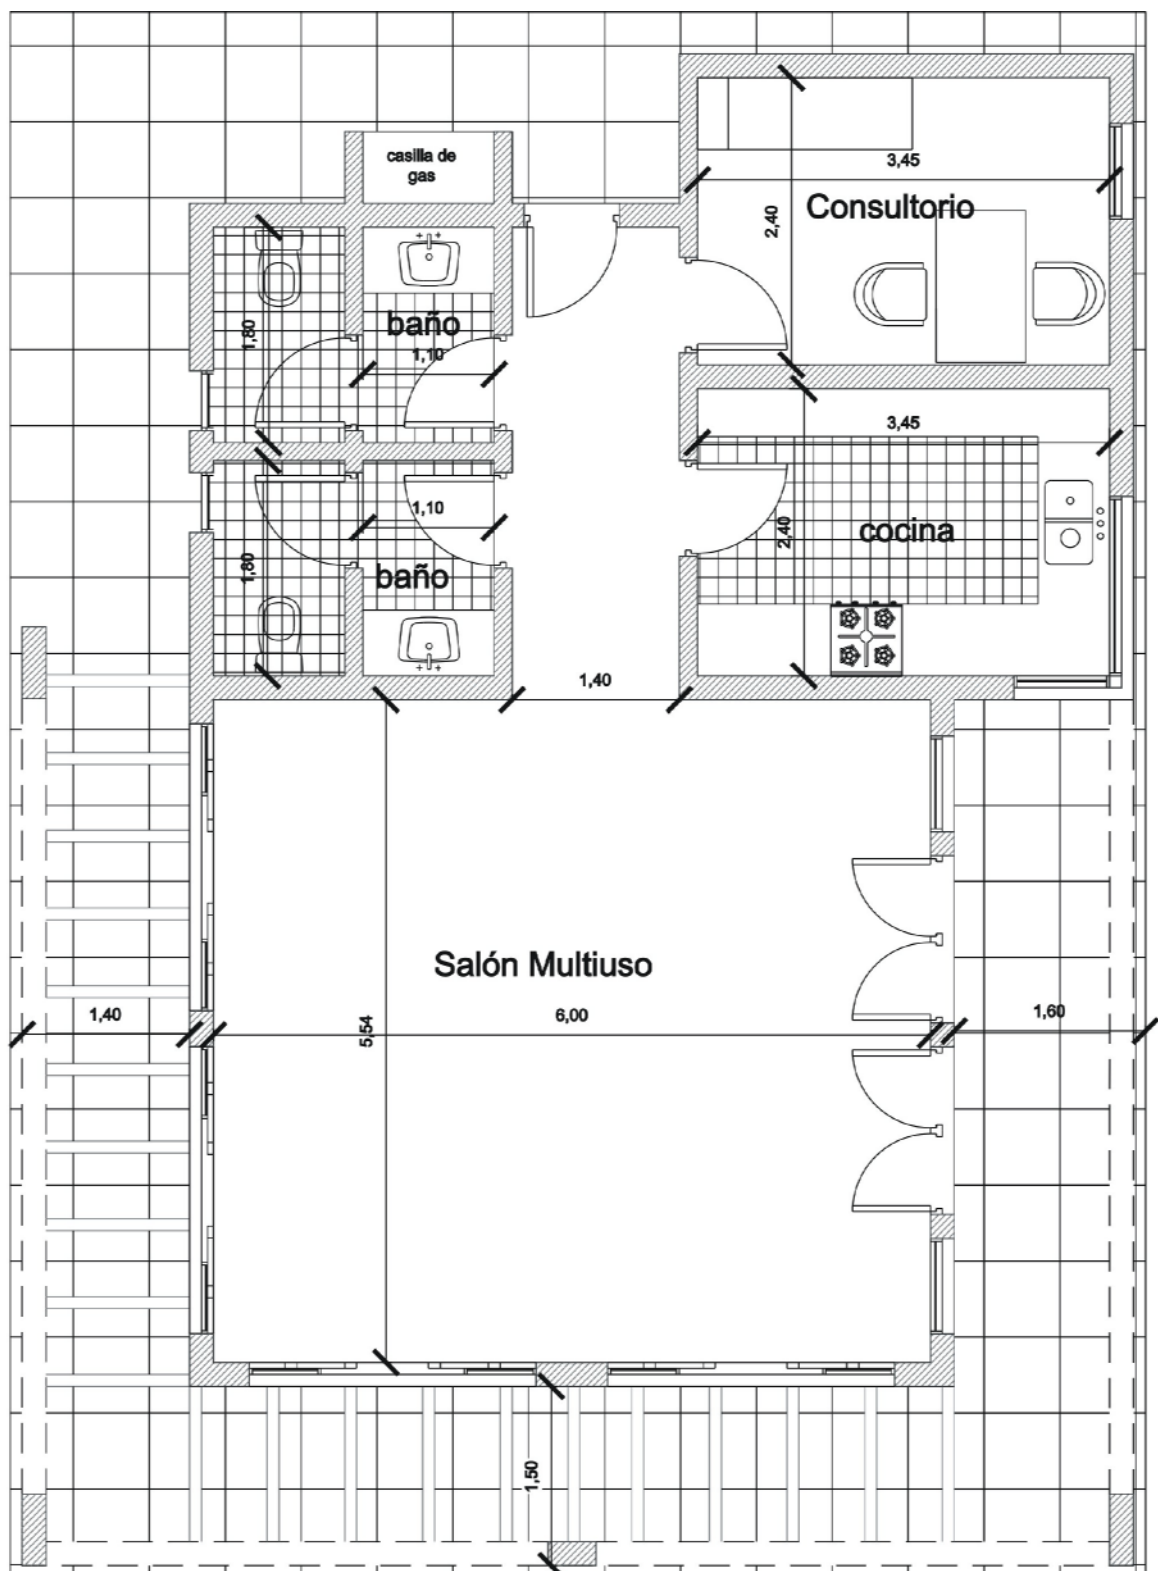 casilla de
gas
3,45
Consultorio
2,40
baño
1,80
1,10
3,45
1,10
2,40
cocina
1,80
baño
1,40
Salón Multiuso
1,40
5,54
6,00
1,60
1,50